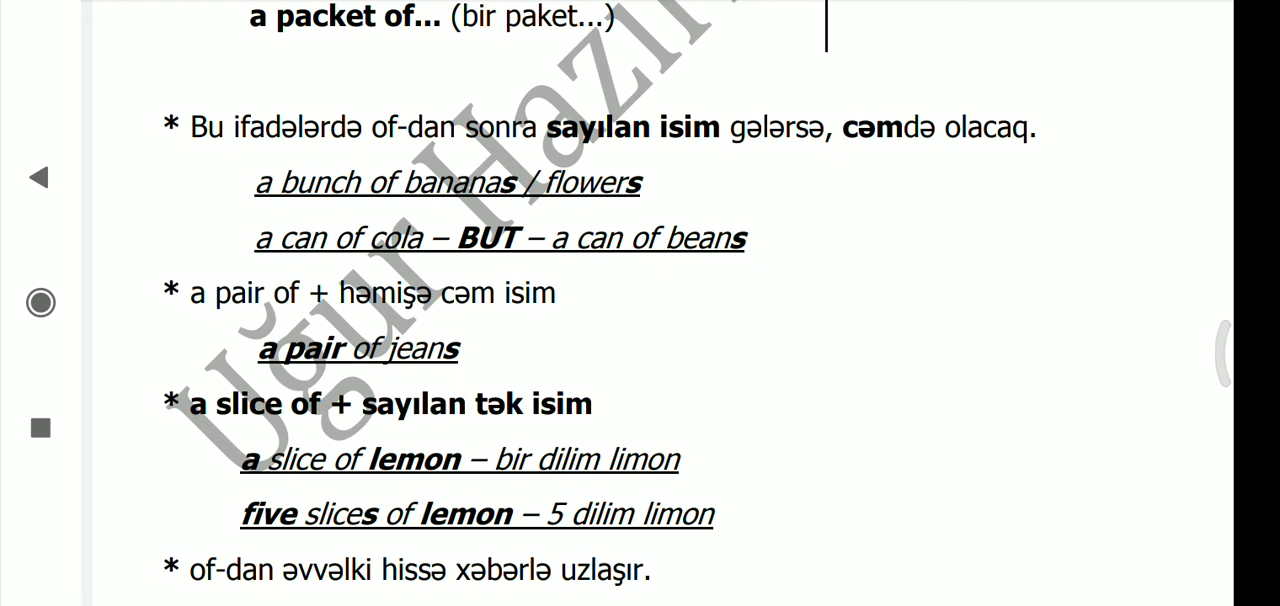 a packet of... (bir paket...)
* Bu ifadələrdə of-dan sonra sayılan isim gələrsə, cəmdə olacaq.
a bunch of bananas / flowers
a can of cola – BUT – a can of beans
* a pair of + həmişə cəm isim
a pair of jeans
* a slice of + sayılan tək isim
a slice of lemon – bir dilim limon
five slices of lemon – 5 dilim limon
* of-dan əvvəlki hissə xəbərlə uzlaşır.
Uğur Hazır